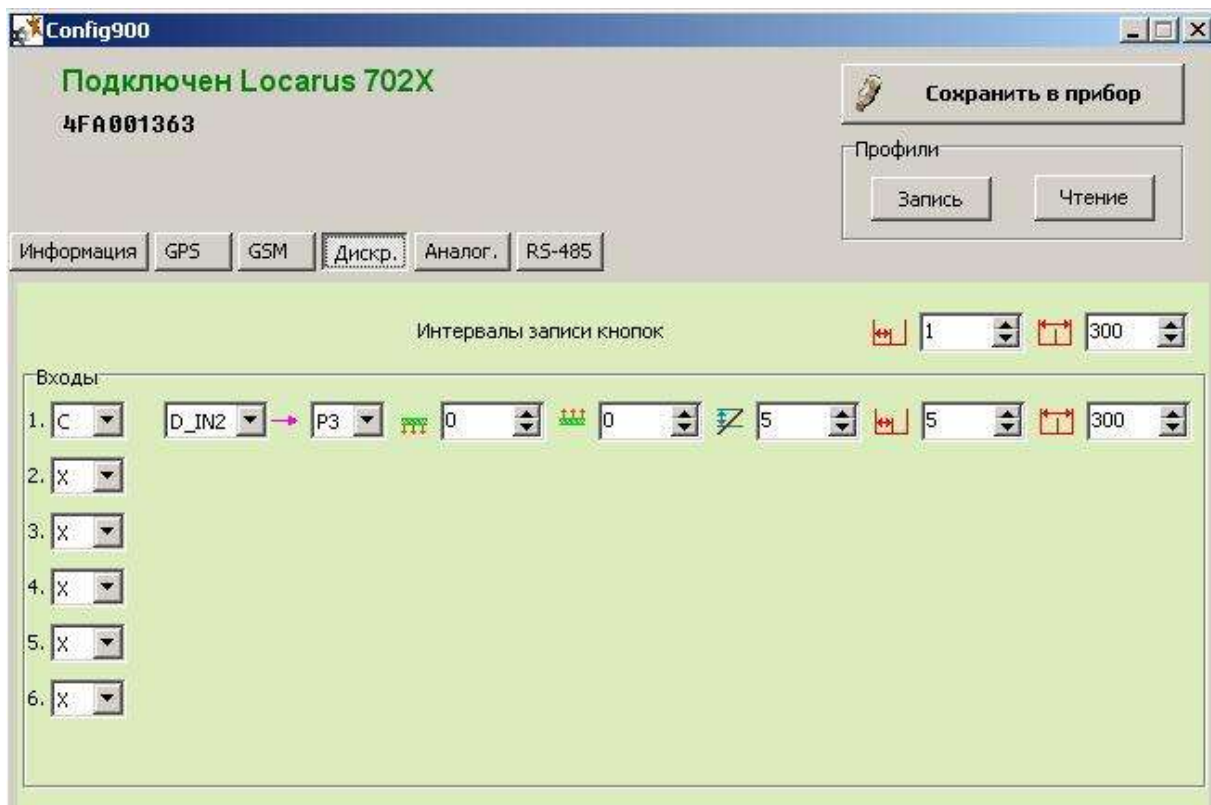 Config900
Подключен Locarus 702X
4FA001363
Сохранить в прибор
Профили
Запись Чтение
Информация GPS GSM Дискр. Аналог. RS-485
Интервалы записи кнопок 1 300
Входы
1. C D_IN2 P3 0 0 5 5 300
2. X
3. X
4. X
5. X
6. X